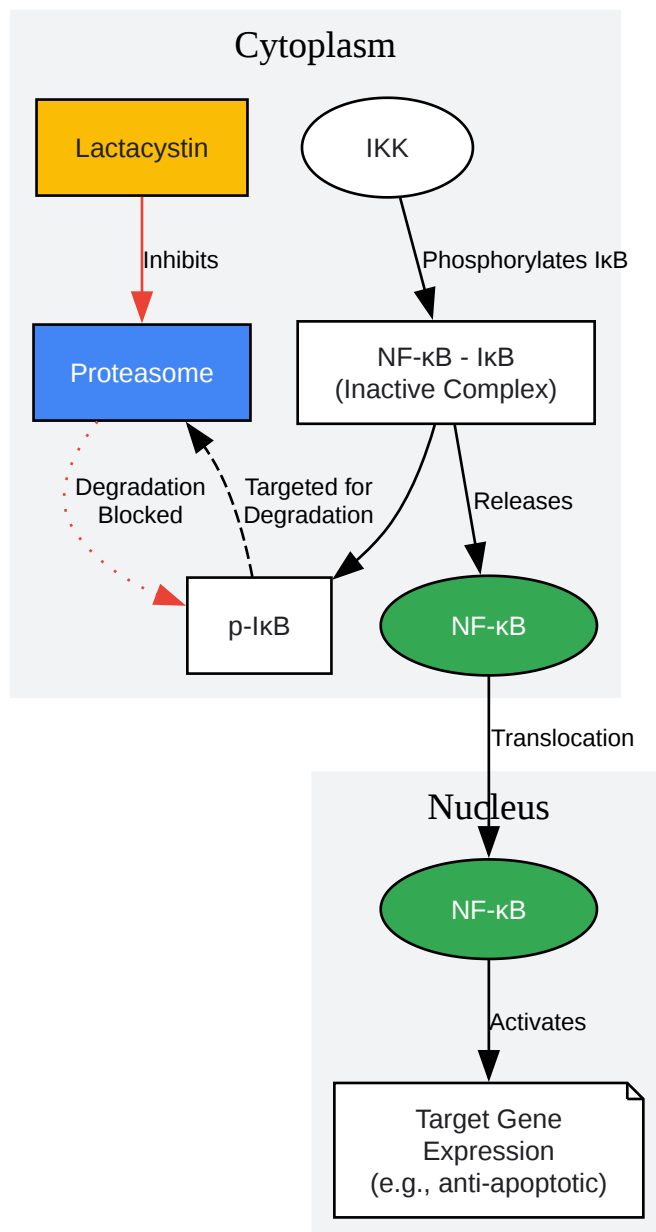 Cytoplasm
Lactacystin
IKK
Inhibits
Phosphorylates IκB
Proteasome
NF-κB - IκB
(Inactive Complex)
Degradation
Blocked
Targeted for
Degradation
Releases
p-IκB
NF-κB
Translocation
Nucleus
NF-κB
Activates
Target Gene
Expression
(e.g., anti-apoptotic)